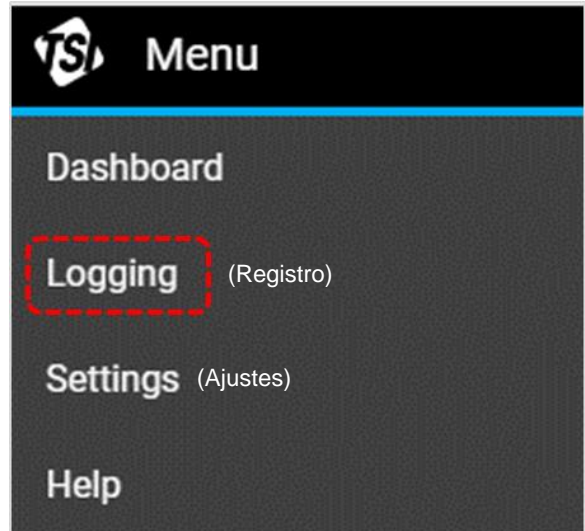 TSI Menu
Dashboard
Logging (Registro)
Settings (Ajustes)
Help